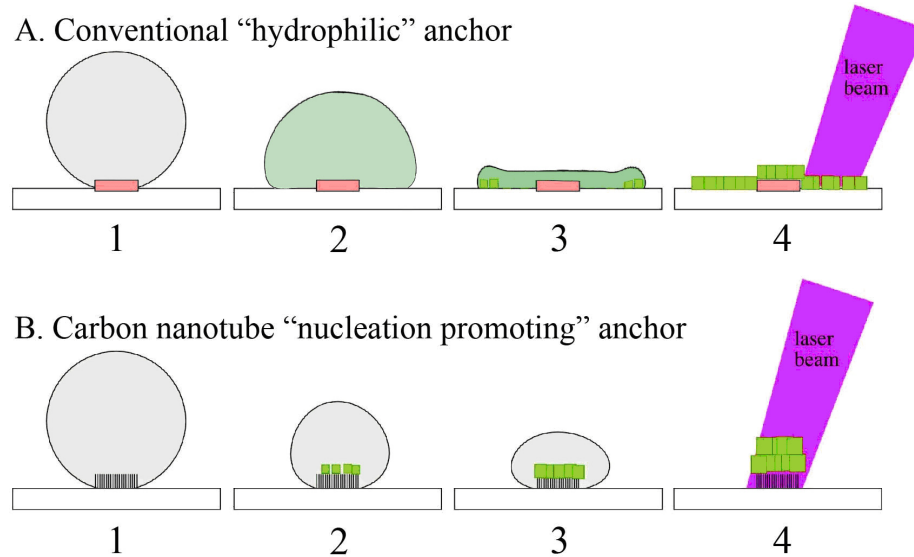 A. Conventional “hydrophilic” anchor
laser
beam
1 2 3 4
B. Carbon nanotube “nucleation promoting” anchor
laser
beam
1 2 3 4